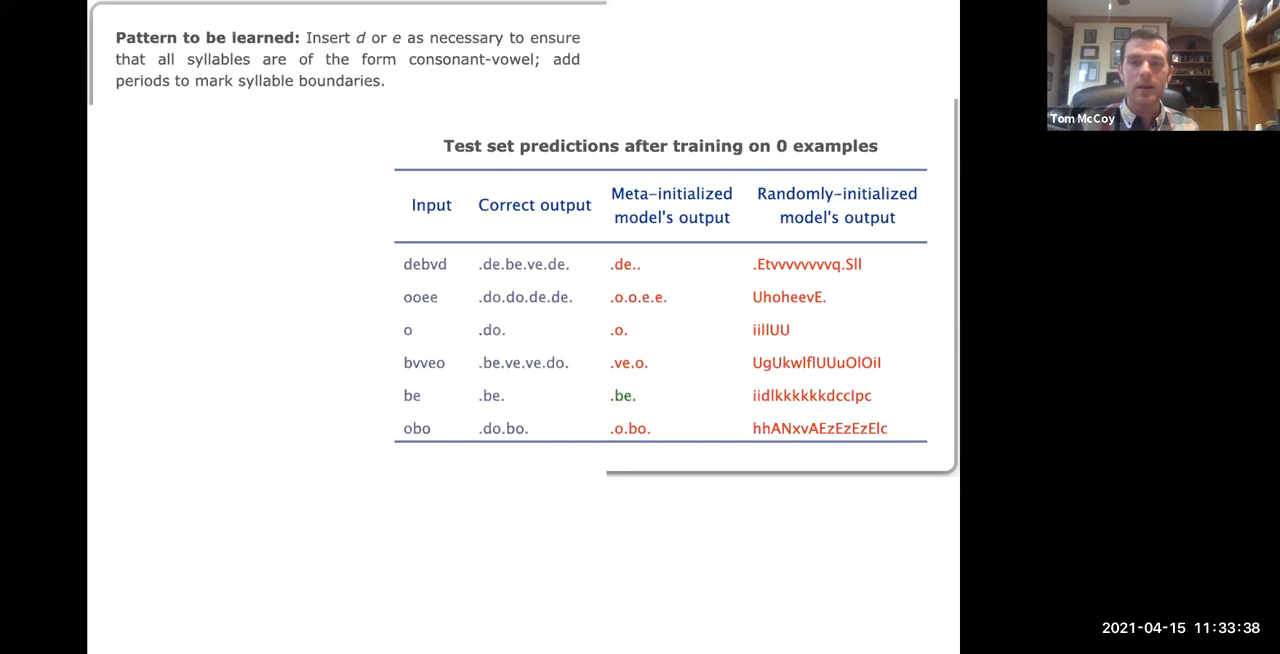 Pattern to be learned: Insert d or e as necessary to ensure
that all syllables are of the form consonant-vowel; add
periods to mark syllable boundaries.
Tom McCoy
Test set predictions after training on 0 examples
Input Correct output Meta-initialized model's output Randomly-initialized model's output
debvd .de.be.ve.de. .de.. .Etvvvvvvvvq.Sll
ooee .do.do.de.de. .o.o.e.e. UhoheevE.
o .do. .o. iillUU
bvveo .be.ve.ve.do. .ve.o. UgUkwlflUUuOlOiI
be .be. .be. iidlkkkkkkdccIpc
obo .do.bo. .o.bo. hhANxvAEzEzEzElc
2021-04-15 11:33:38